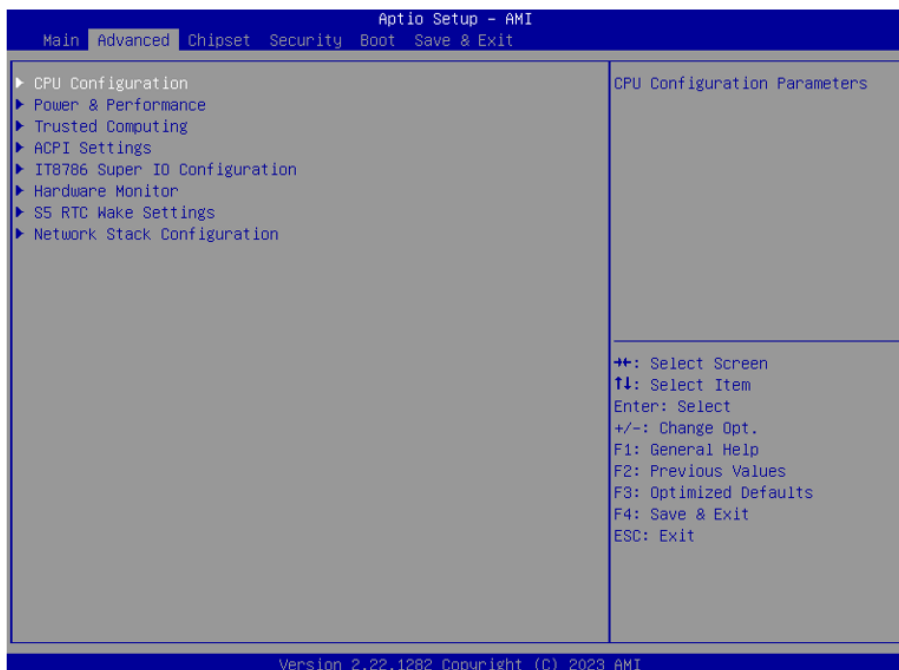 Aptio Setup – AMI
Main Advanced Chipset Security Boot Save & Exit
▶ CPU Configuration
▶ Power & Performance
▶ Trusted Computing
▶ ACPI Settings
▶ IT8786 Super IO Configuration
▶ Hardware Monitor
▶ S5 RTC Wake Settings
▶ Network Stack Configuration
CPU Configuration Parameters
→←: Select Screen
↑↓: Select Item
Enter: Select
+/-: Change Opt.
F1: General Help
F2: Previous Values
F3: Optimized Defaults
F4: Save & Exit
ESC: Exit
Version 2.22.1282 Copyright (C) 2023 AMI